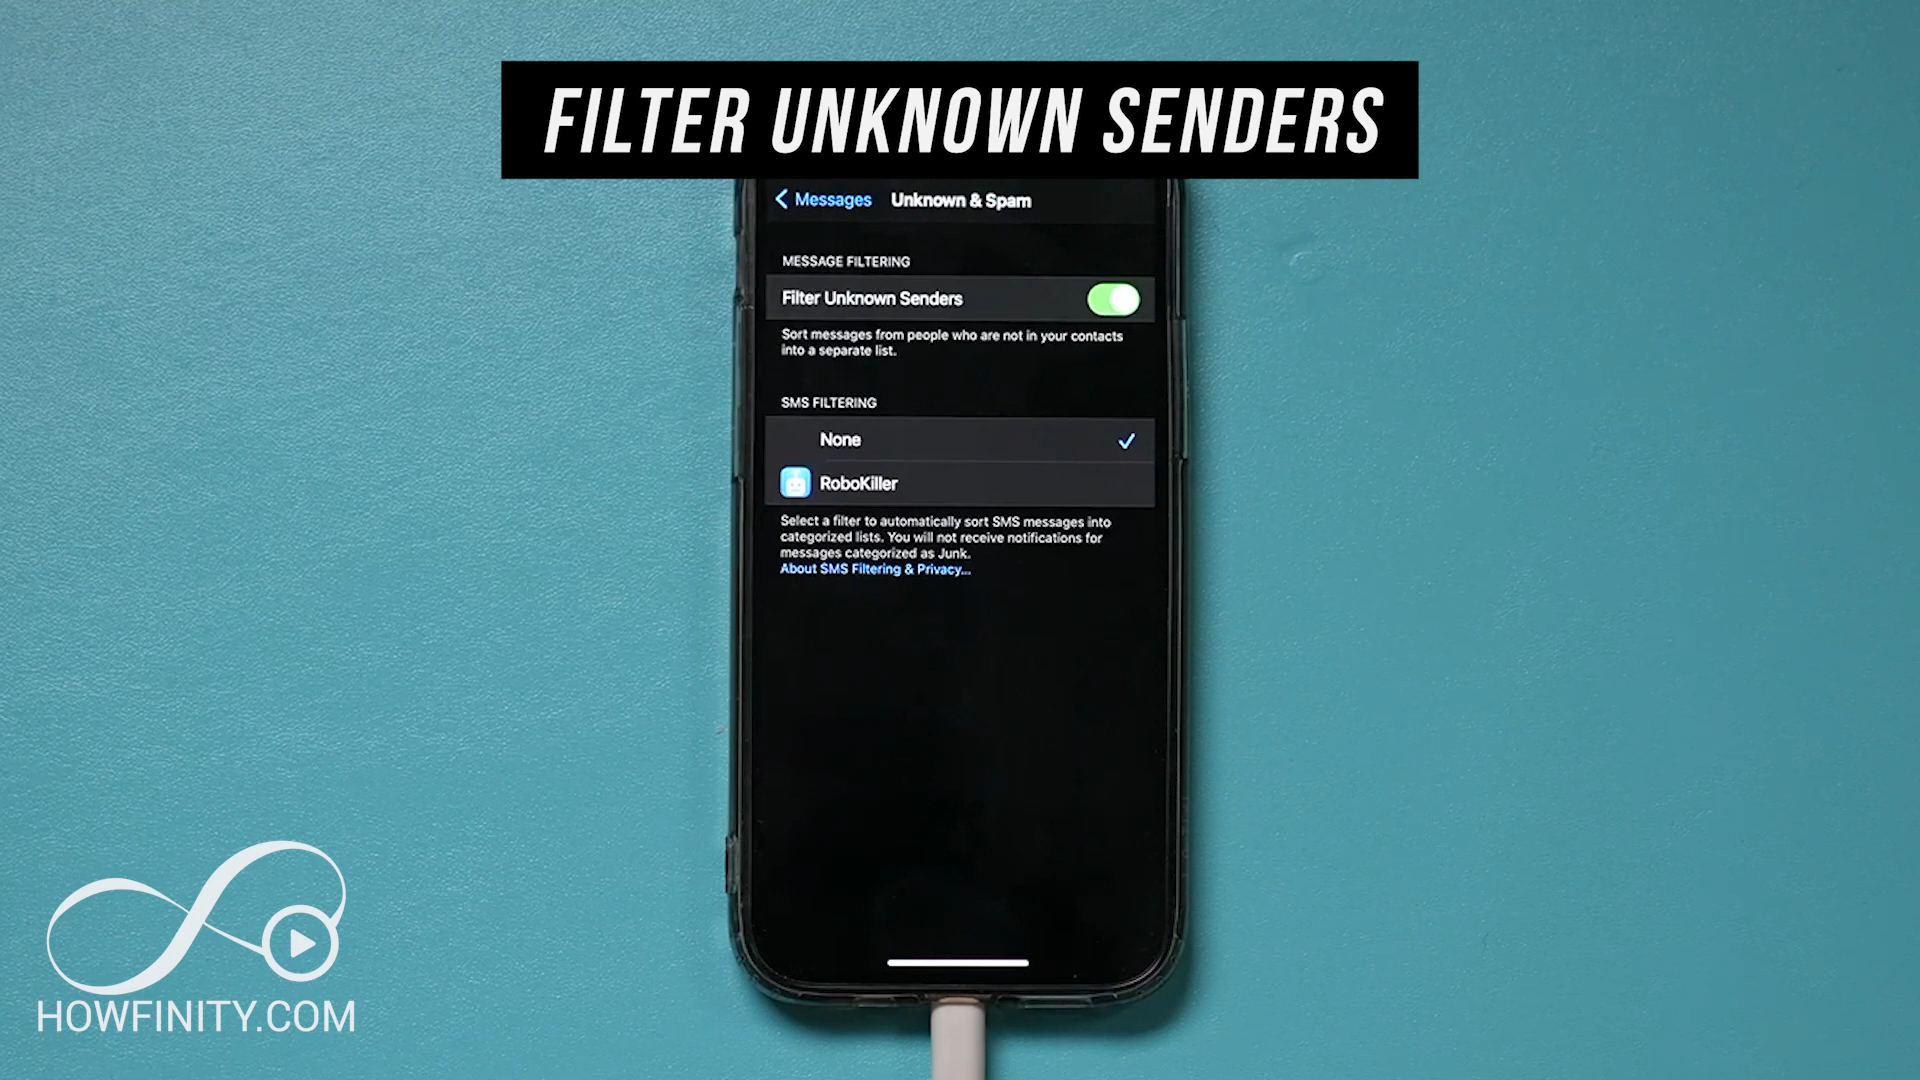 FILTER UNKNOWN SENDERS
Messages Unknown & Spam
MESSAGE FILTERING
Filter Unknown Senders
Sort messages from people who are not in your contacts
into a separate list.
SMS FILTERING
None
RoboKiller
Select a filter to automatically sort SMS messages into
categorized lists. You will not receive notifications for
messages categorized as Junk.
About SMS Filtering & Privacy...
HOWFINITY.COM